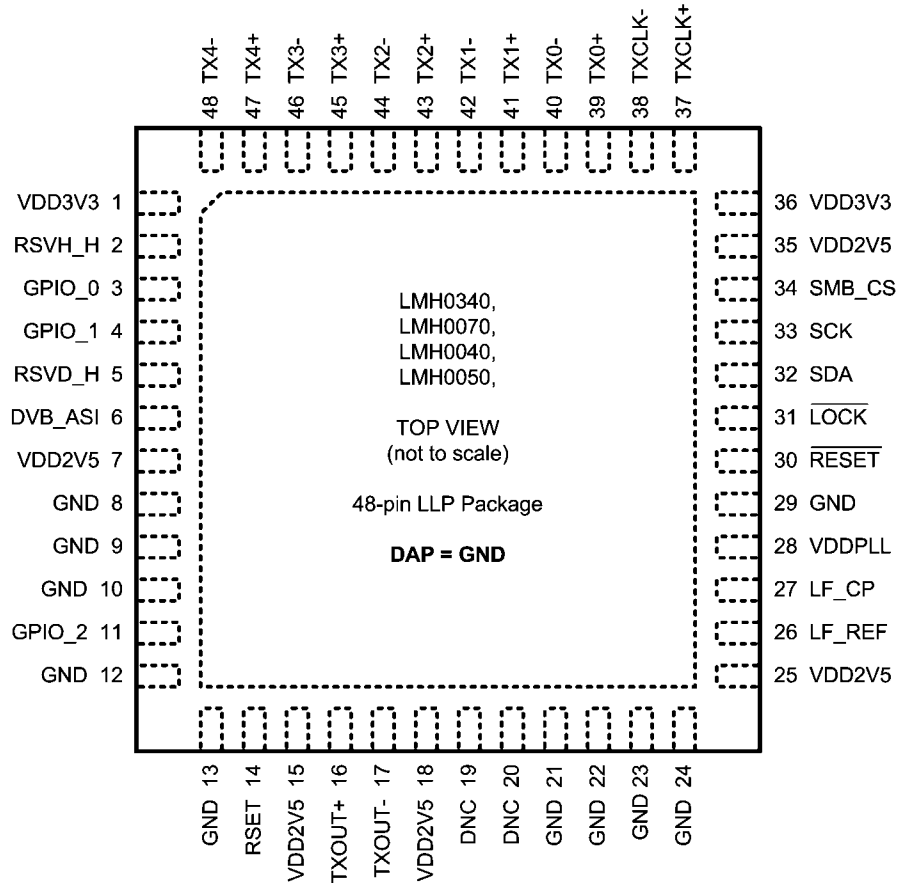 48 TX4-
47 TX4+
46 TX3-
45 TX3+
44 TX2-
43 TX2+
42 TX1-
41 TX1+
40 TX0-
39 TX0+
38 TXCLK-
37 TXCLK+
VDD3V3 1
RSVH_H 2
GPIO_0 3
GPIO_1 4
RSVD_H 5
DVB_ASI 6
VDD2V5 7
GND 8
GND 9
GND 10
GPIO_2 11
GND 12
LMH0340,
LMH0070,
LMH0040,
LMH0050,
TOP VIEW
(not to scale)
48-pin LLP Package
DAP = GND
36 VDD3V3
35 VDD2V5
34 SMB_CS
33 SCK
32 SDA
31 LOCK
30 RESET
29 GND
28 VDDPLL
27 LF_CP
26 LF_REF
25 VDD2V5
GND 13
RSET 14
VDD2V5 15
TXOUT+ 16
TXOUT- 17
VDD2V5 18
DNC 19
DNC 20
GND 21
GND 22
GND 23
GND 24